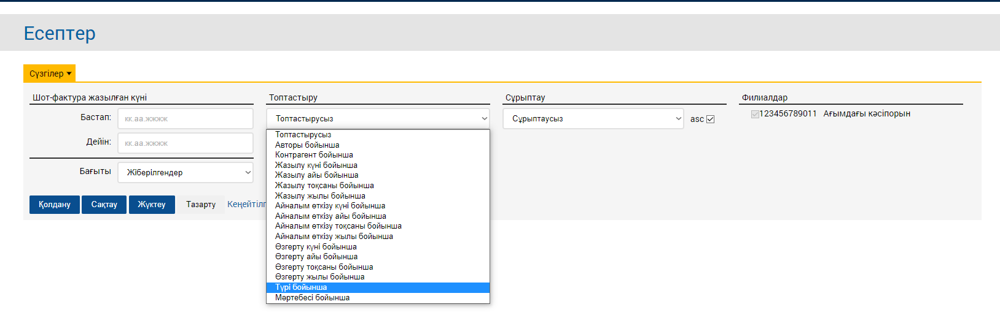 Есептер
Сүзгілер
Шот-фактура жазылған күні
Бастап: кк.аа.жжжж
Дейін: кк.аа.жжжж
Бағыты Жіберілгендер
Топтастыру
Топтастырусыз
Топтастырусыз
Авторы бойынша
Контрагент бойынша
Жазылу күні бойынша
Жазылу айы бойынша
Жазылу тоқсаны бойынша
Жазылу жылы бойынша
Айналым өткізу күні бойынша
Айналым өткізу айы бойынша
Айналым өткізу тоқсаны бойынша
Айналым өткізу жылы бойынша
Өзгерту күні бойынша
Өзгерту айы бойынша
Өзгерту тоқсаны бойынша
Өзгерту жылы бойынша
Түрі бойынша
Мәртебесі бойынша
Сұрыптау
Сұрыптаусыз asc
Филиалдар
123456789011 Ағымдағы кәсіпорын
Қолдану Сақтау Жүктеу Тазарту